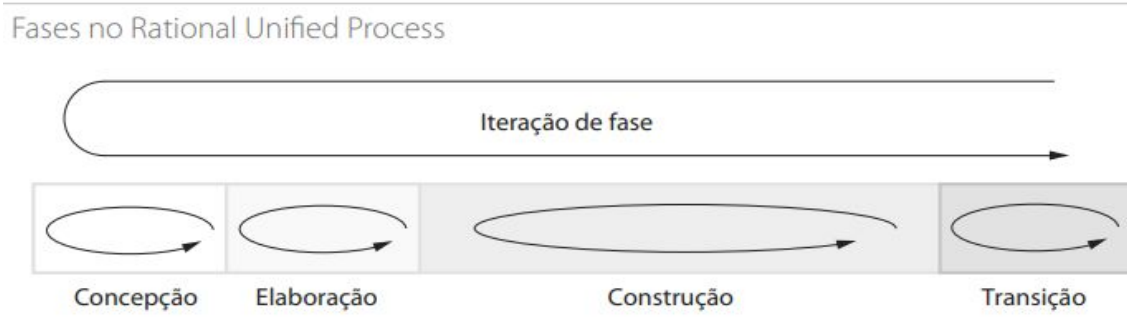 Fases no Rational Unified Process
Iteração de fase
Concepção Elaboração Construção Transição